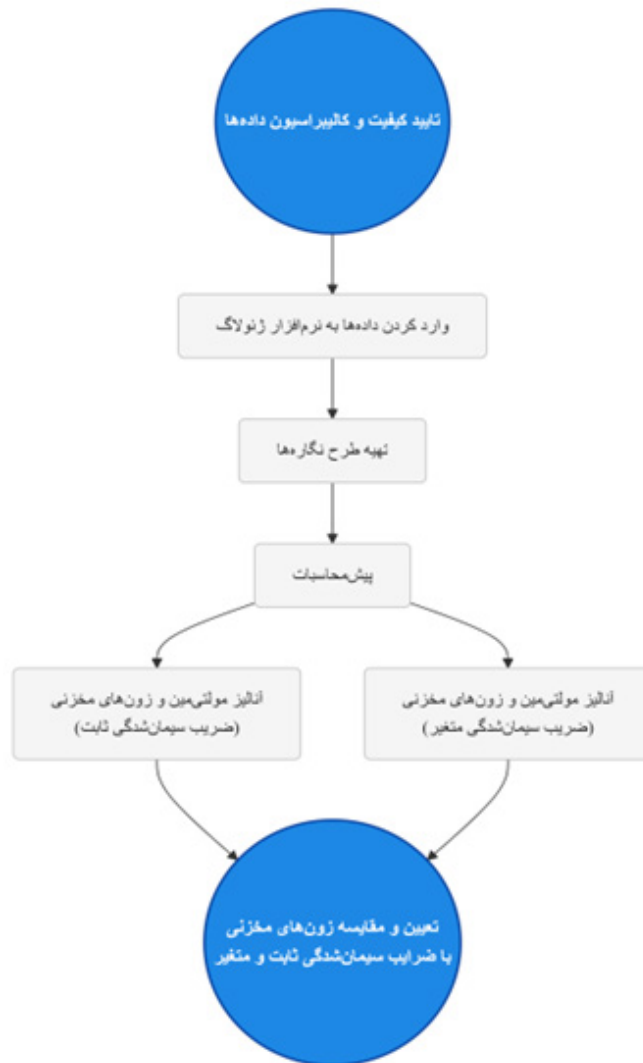 تایید کیفیت و کالیبراسیون داده‌ها
وارد کردن داده‌ها به نرم‌افزار ژئولاگ
تهیه طرح نگاره‌ها
پیش‌محاسبات
آنالیز مولتی‌مین و زون‌های مخزنی
(ضریب سیمان‌شدگی متغیر)
آنالیز مولتی‌مین و زون‌های مخزنی
(ضریب سیمان‌شدگی ثابت)
تعیین و مقایسه زون‌های مخزنی
با ضرایب سیمان‌شدگی ثابت و متغیر